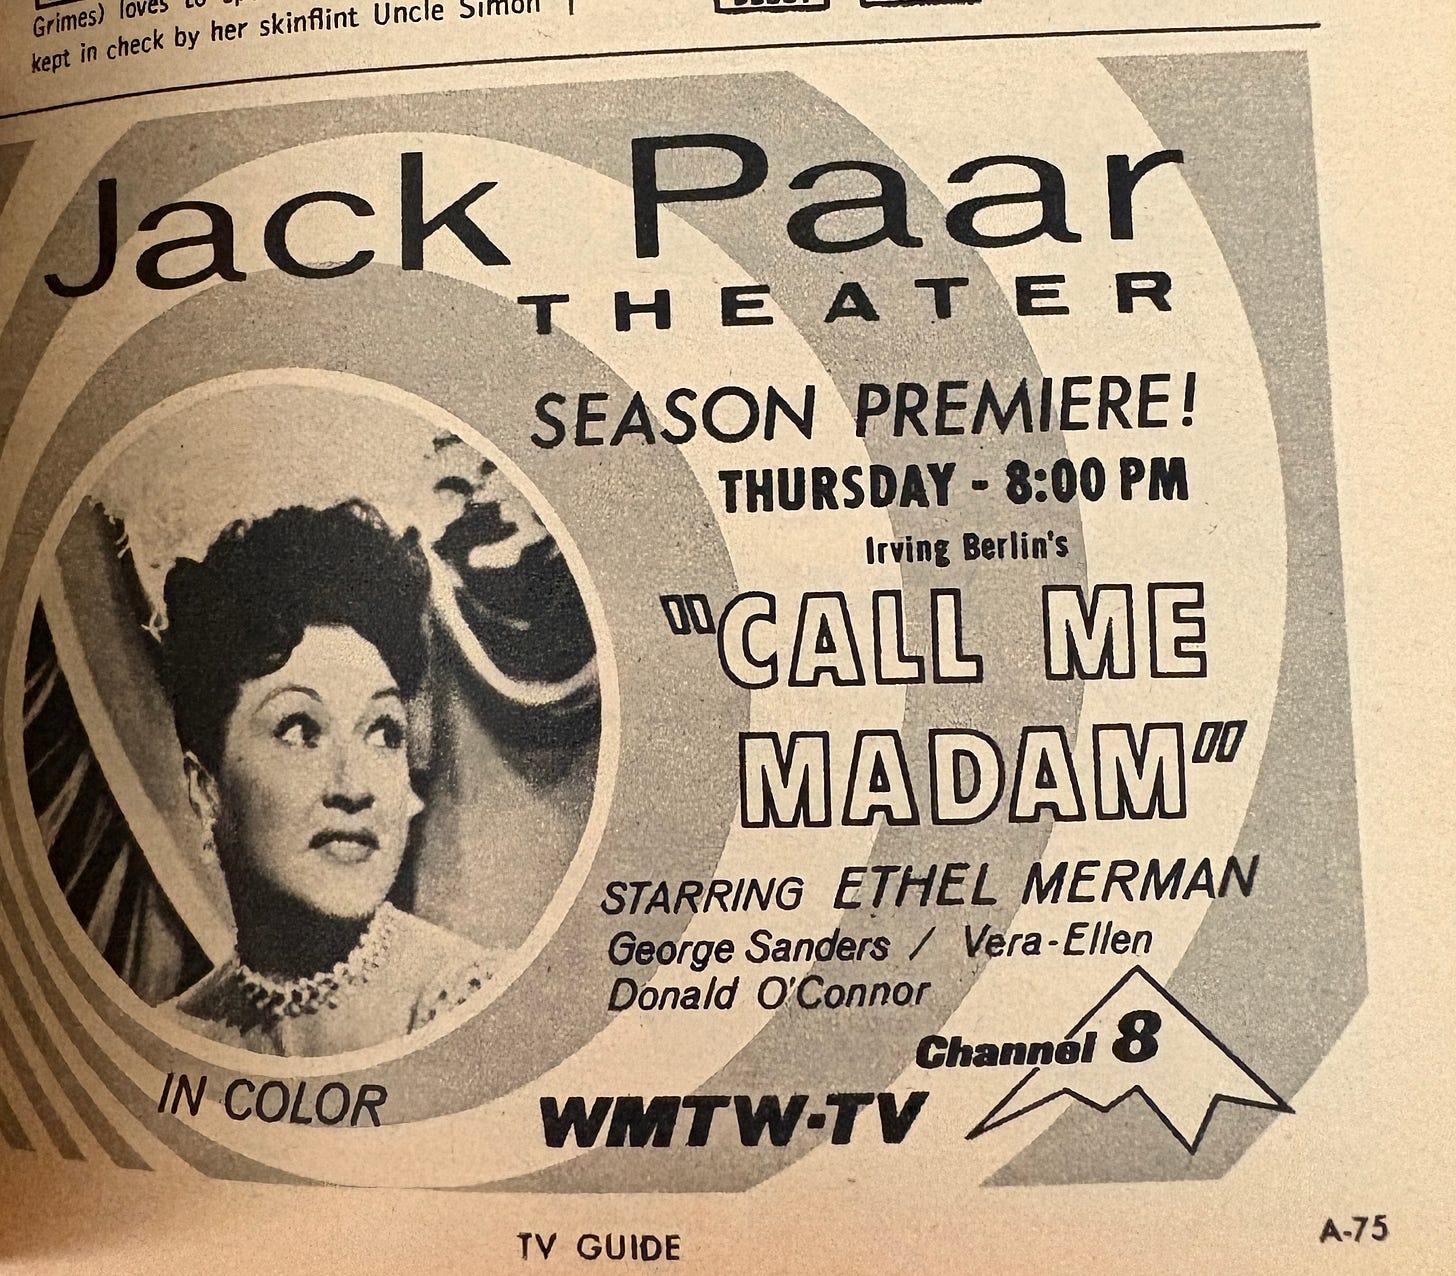 Grimes) loves to
kept in check by her skinflint Uncle Simon
Jack Paar
THEATER
SEASON PREMIERE!
THURSDAY - 8:00 PM
Irving Berlin's
"CALL ME
MADAM"
STARRING ETHEL MERMAN
George Sanders / Vera-Ellen
Donald O'Connor
Channel 8
IN COLOR
WMTW-TV
TV GUIDE
A-75